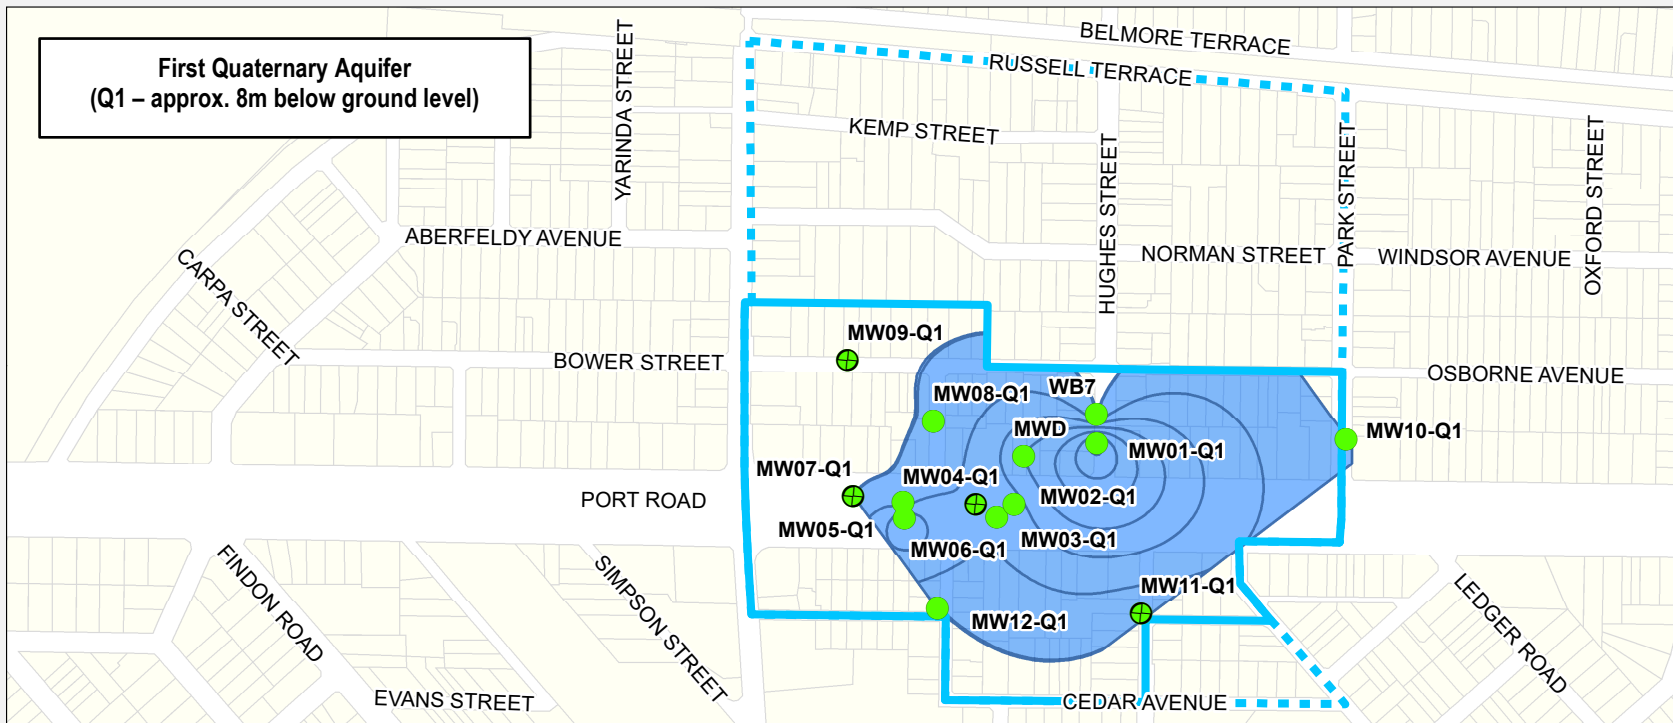 First Quaternary Aquifer
(Q1 – approx. 8m below ground level)
BELMORE TERRACE
RUSSELL TERRACE
YARINDA STREET
KEMP STREET
HUGHES STREET
PARK STREET
OXFORD STREET
ABERFELDY AVENUE
NORMAN STREET
WINDSOR AVENUE
CARPA STREET
MW09-Q1
BOWER STREET
OSBORNE AVENUE
WB7
MW08-Q1
MWD
MW10-Q1
MW01-Q1
MW07-Q1
MW04-Q1
PORT ROAD
MW02-Q1
MW05-Q1
MW03-Q1
MW06-Q1
FINDON ROAD
SIMPSON STREET
MW11-Q1
LEDGER ROAD
MW12-Q1
EVANS STREET
CEDAR AVENUE